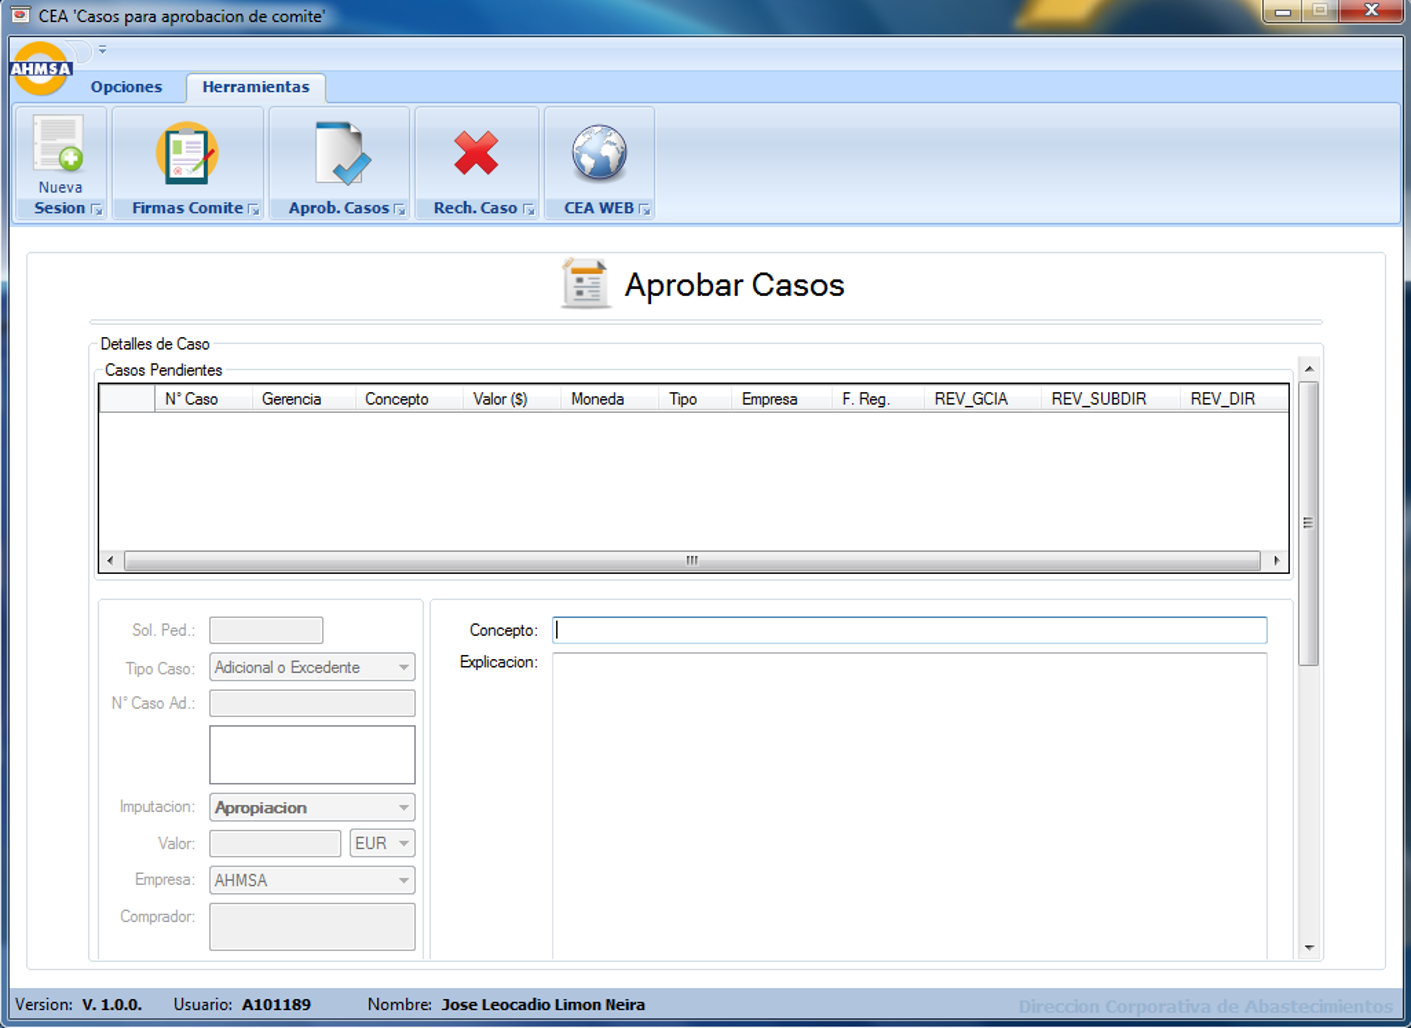 CEA 'Casos para aprobacion de comite'
AHMSA
Opciones Herramientas
Nueva
Sesion Firmas Comite Aprob. Casos Rech. Caso CEA WEB
Aprobar Casos
Detalles de Caso
Casos Pendientes
N° Caso Gerencia Concepto Valor ($) Moneda Tipo Empresa F. Reg. REV_GCIA REV_SUBDIR REV_DIR
Sol. Ped.:
Tipo Caso: Adicional o Excedente
N° Caso Ad.:
Imputacion: Apropiacion
Valor: EUR
Empresa: AHMSA
Comprador:
Concepto:
Explicacion:
Version: V. 1.0.0. Usuario: A101189 Nombre: Jose Leocadio Limon Neira Direccion Corporativa de Abastecimientos